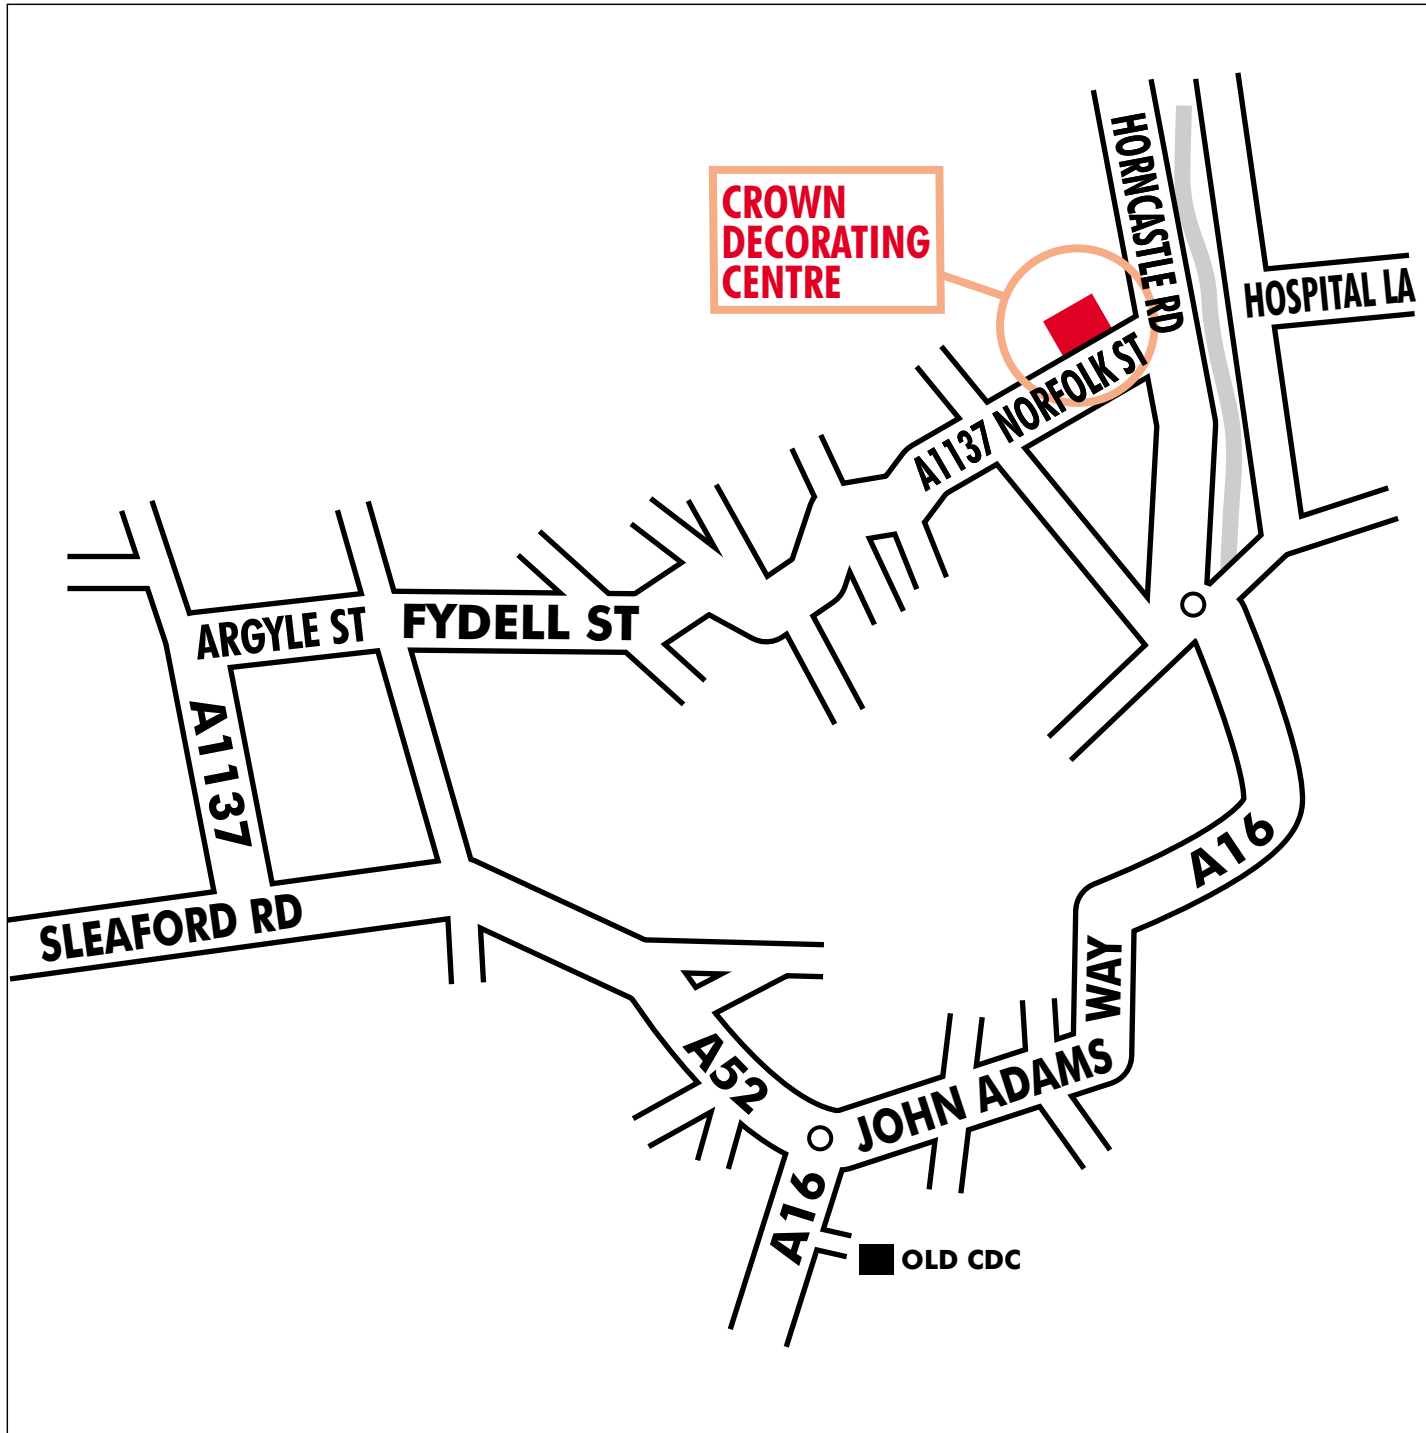 HORNCASTLE RD
CROWN
DECORATING
CENTRE
HOSPITAL LA
A1137 NORFOLK ST
ARGYLE ST
FYDELL ST
A1137
SLEAFORD RD
A16
WAY
JOHN ADAMS
A52
A16
OLD CDC